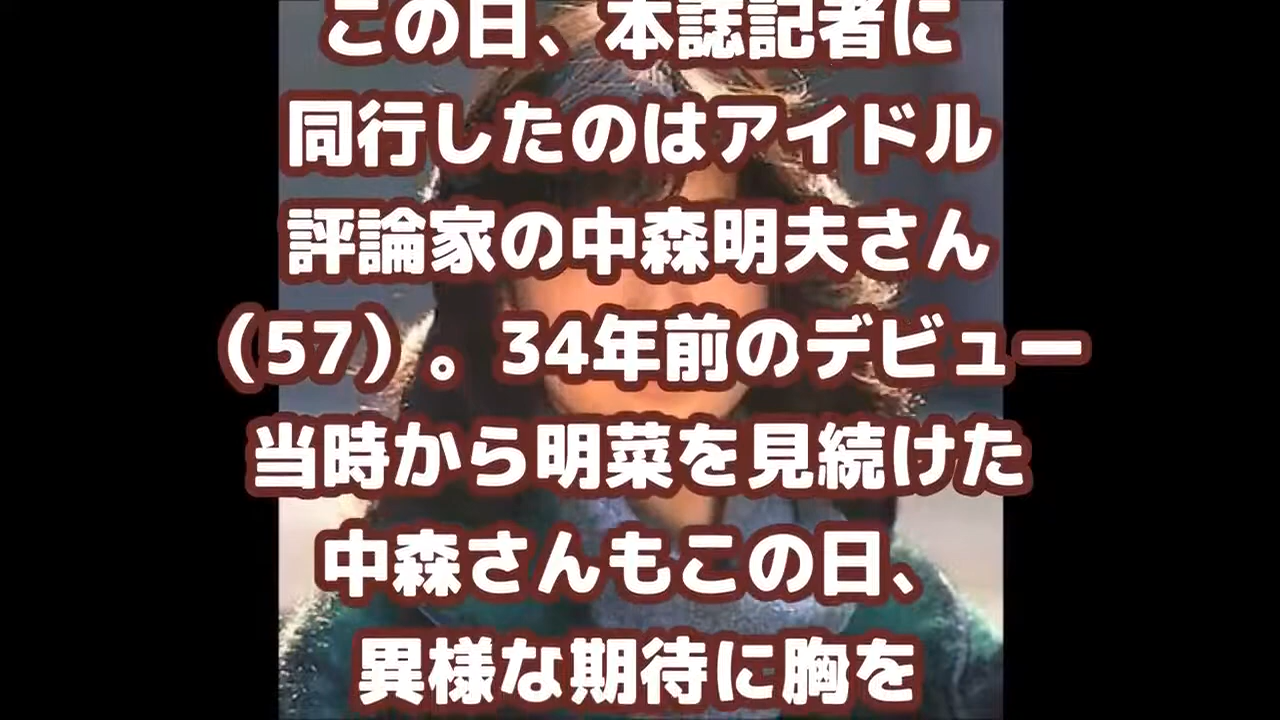 この日、本誌記者に
同行したのはアイドル
評論家の中森明夫さん
（57）。34年前のデビュー
当時から明菜を見続けた
中森さんもこの日、
異様な期待に胸を